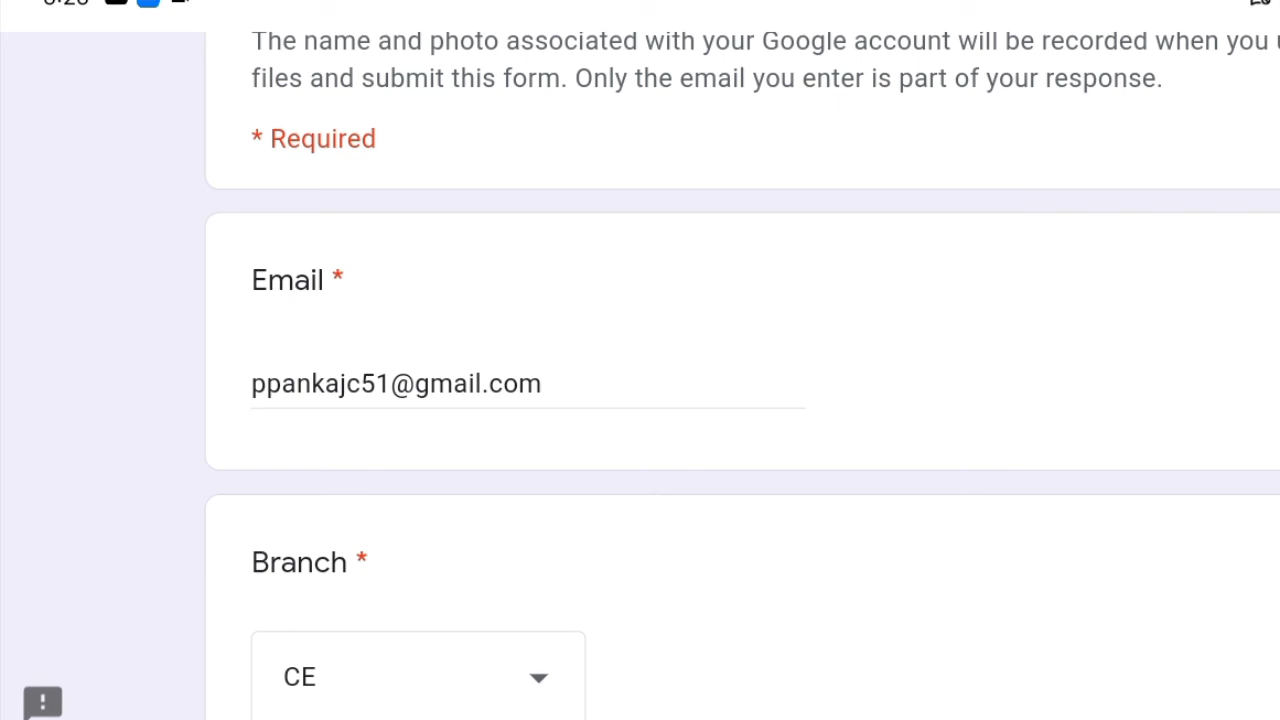 The name and photo associated with your Google account will be recorded when you
files and submit this form. Only the email you enter is part of your response.
* Required
Email *
ppankajc51@gmail.com
Branch *
CE